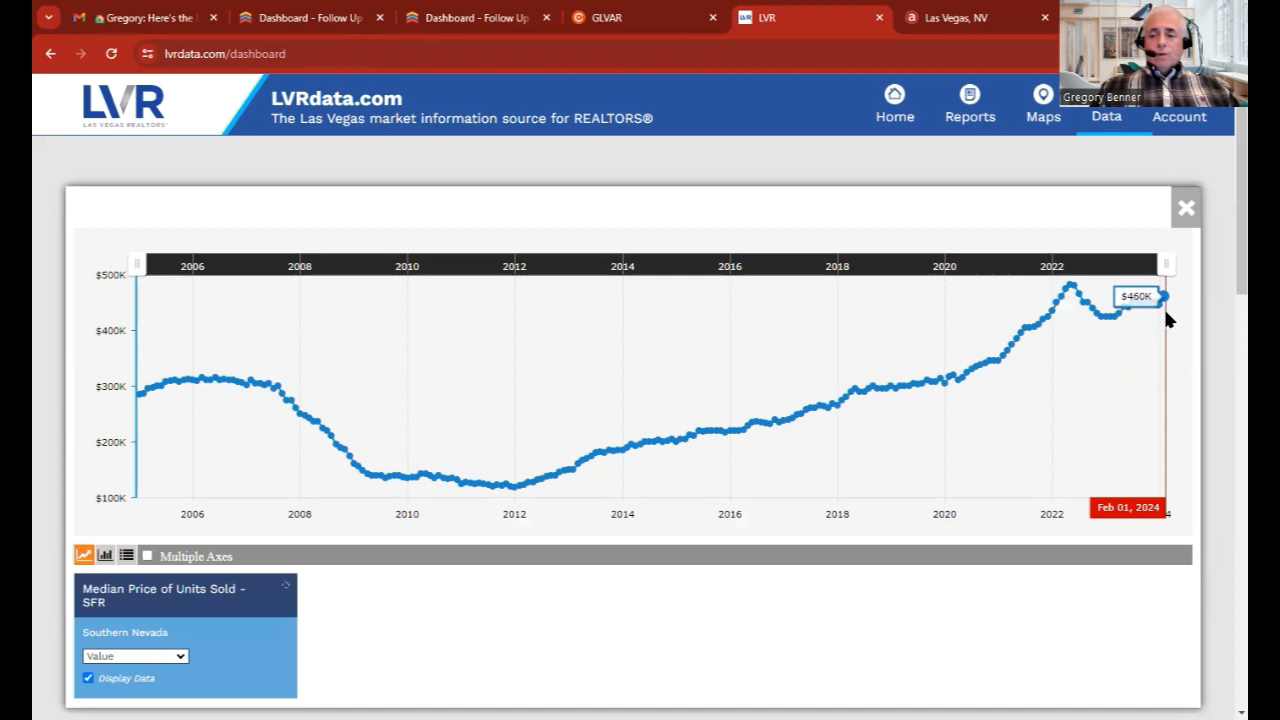 Gregory: Here's the
Dashboard - Follow Up
Dashboard - Follow Up
GLVAR
LVR
Las Vegas, NV
lvrdata.com/dashboard
Gregory Benner
LVR
LAS VEGAS REALTORS®
LVRdata.com
The Las Vegas market information source for REALTORS®
Home
Reports
Maps
Data
Account
2006 2008 2010 2012 2014 2016 2018 2020 2022
$500K
$460K
$400K
$300K
$200K
$100K
2006 2008 2010 2012 2014 2016 2018 2020 2022 Feb 01, 2024 4
Multiple Axes
Median Price of Units Sold -
SFR
Southern Nevada
Value
Display Data